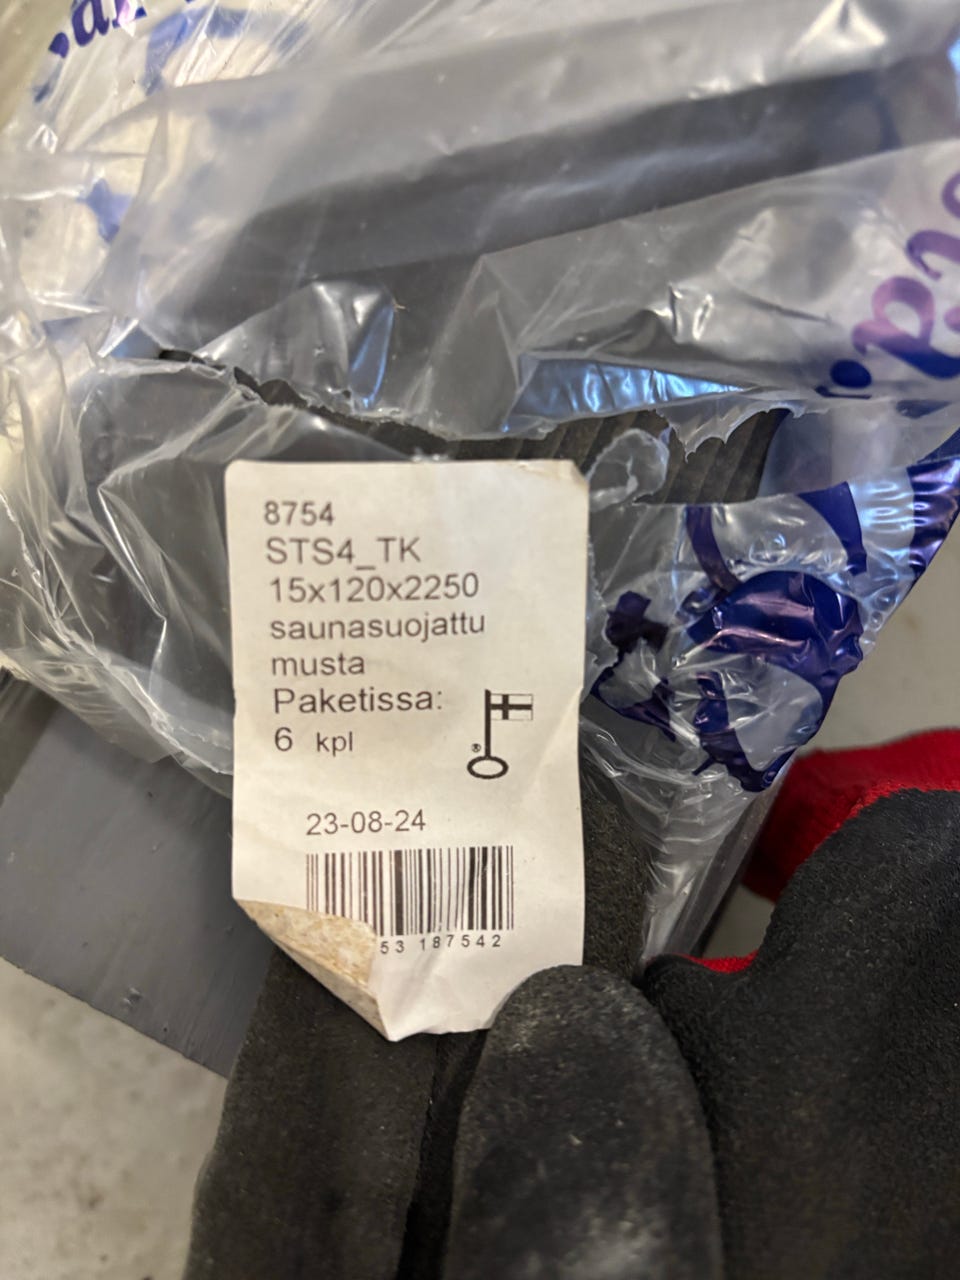 8754
STS4_TK
15x120x2250
saunasuojattu
musta
Paketissa:
6 kpl
®
23-08-24
53 187542